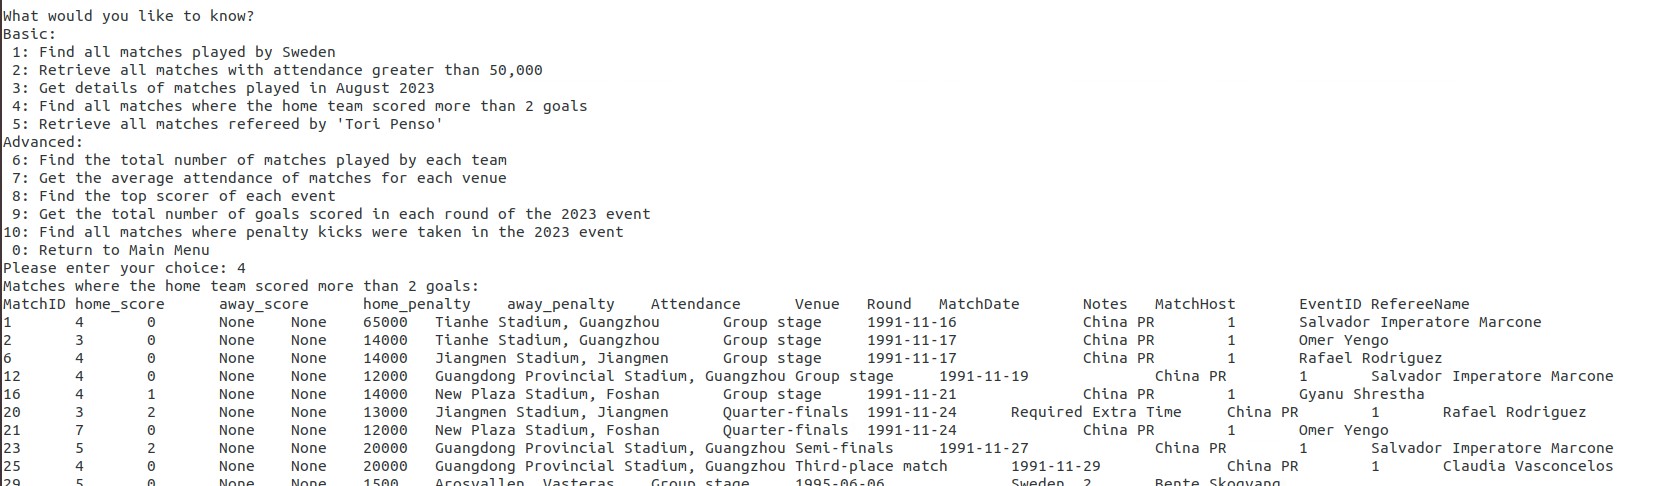 What would you like to know?
Basic:
 1: Find all matches played by Sweden
 2: Retrieve all matches with attendance greater than 50,000
 3: Get details of matches played in August 2023
 4: Find all matches where the home team scored more than 2 goals
 5: Retrieve all matches refereed by 'Tori Penso'
Advanced:
 6: Find the total number of matches played by each team
 7: Get the average attendance of matches for each venue
 8: Find the top scorer of each event
 9: Get the total number of goals scored in each round of the 2023 event
10: Find all matches where penalty kicks were taken in the 2023 event
 0: Return to Main Menu
Please enter your choice: 4
Matches where the home team scored more than 2 goals:
MatchID home_score      away_score      home_penalty    away_penalty    Attendance      Venue   Round   MatchDate       Notes   MatchHost       EventID RefereeName
1       4       0       None    None    65000   Tianhe Stadium, Guangzhou       Group stage     1991-11-16              China PR        1       Salvador Imperatore Marcone
2       3       0       None    None    14000   Tianhe Stadium, Guangzhou       Group stage     1991-11-17              China PR        1       Omer Yengo
6       4       0       None    None    14000   Jiangmen Stadium, Jiangmen      Group stage     1991-11-17              China PR        1       Rafael Rodriguez
12      4       0       None    None    12000   Guangdong Provincial Stadium, Guangzhou Group stage     1991-11-19              China PR        1       Salvador Imperatore Marcone
16      4       1       None    None    14000   New Plaza Stadium, Foshan       Group stage     1991-11-21              China PR        1       Gyanu Shrestha
20      3       2       None    None    13000   Jiangmen Stadium, Jiangmen      Quarter-finals  1991-11-24      Required Extra Time     China PR        1       Rafael Rodriguez
21      7       0       None    None    12000   New Plaza Stadium, Foshan       Quarter-finals  1991-11-24              China PR        1       Omer Yengo
23      5       2       None    None    20000   Guangdong Provincial Stadium, Guangzhou Semi-finals     1991-11-27              China PR        1       Salvador Imperatore Marcone
25      4       0       None    None    20000   Guangdong Provincial Stadium, Guangzhou Third-place match       1991-11-29              China PR        1       Claudia Vasconcelos
29      5       0       None    None    1500    Arosvallen, Vasteras    Group stage     1995-06-06              Sweden  2       Bente Skogvang